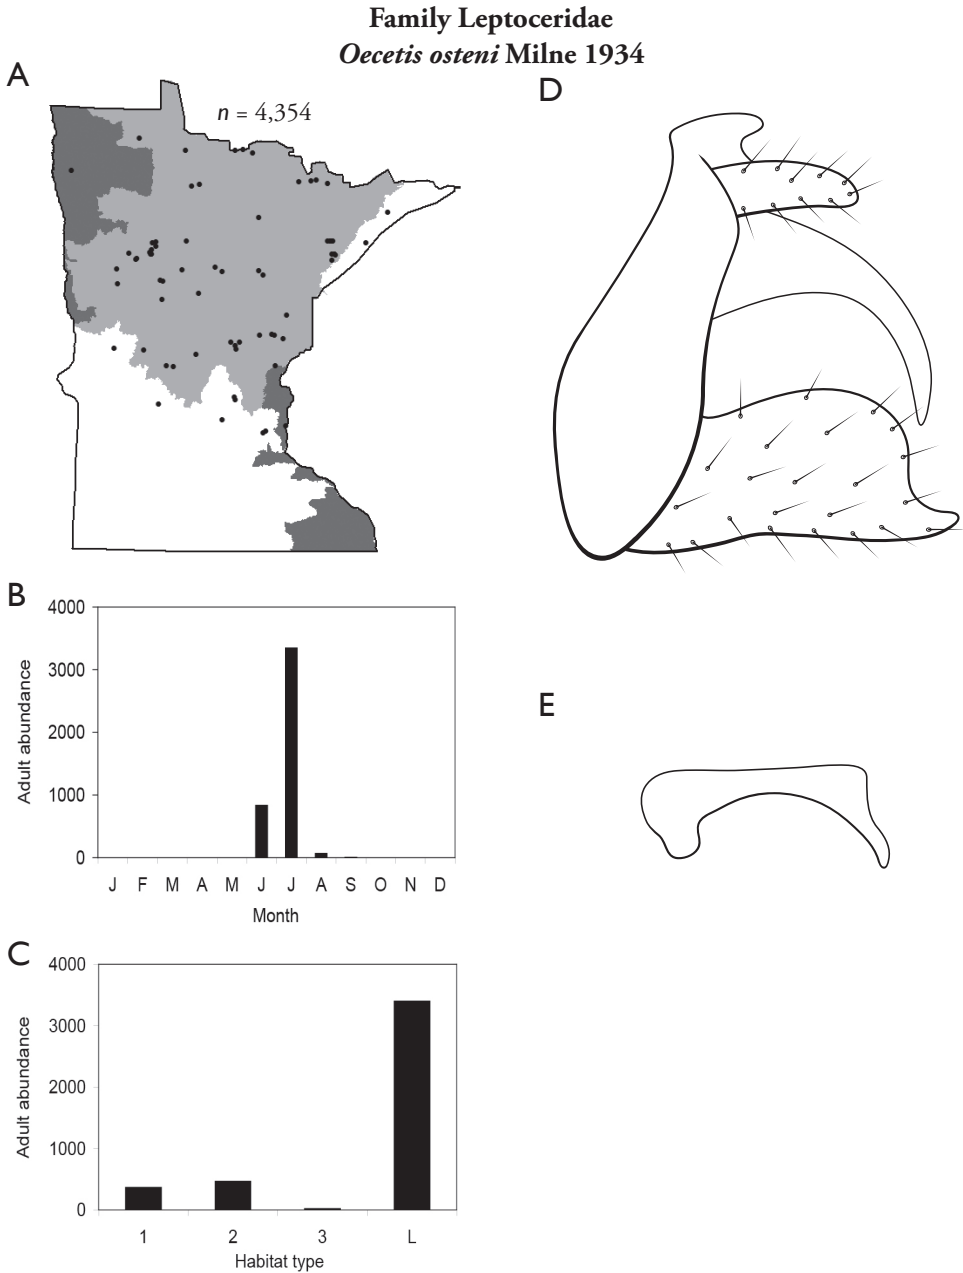 Family Leptoceridae
Oecetis osteni Milne 1934
A
n = 4,354
D
B
4000
3000
2000
1000
0
Adult abundance
J F M A M J J A S O N D
Month
E
C
4000
3000
2000
1000
0
Adult abundance
1 2 3 L
Habitat type